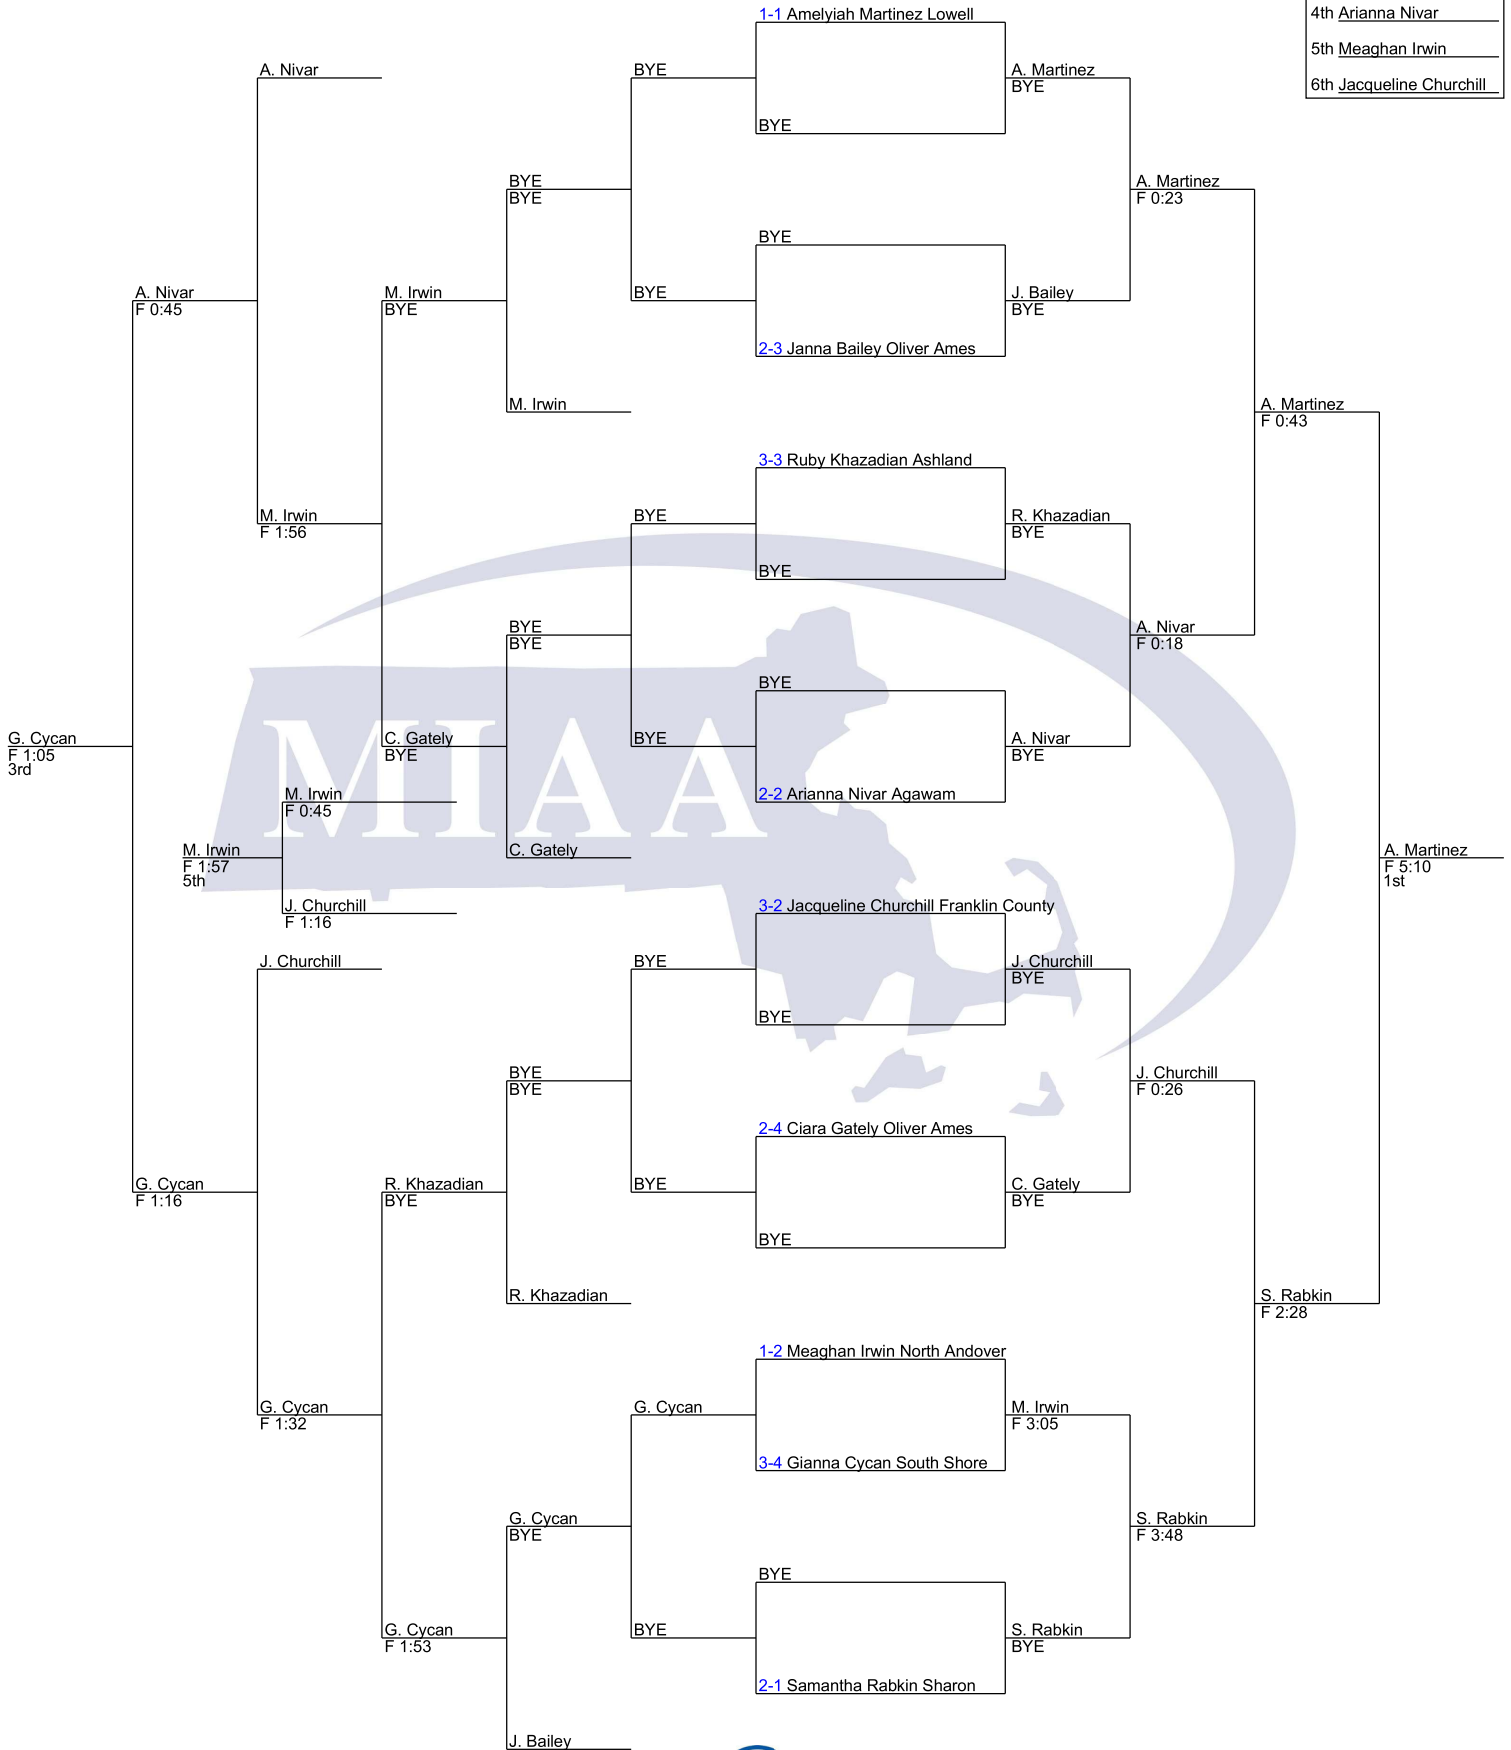 1-1 Amelyiah Martinez Lowell
4th Arianna Nivar
5th Meaghan Irwin
6th Jacqueline Churchill
A. Nivar
BYE
A. Martinez
BYE
BYE
BYE
BYE
A. Martinez
F 0:23
BYE
A. Nivar
F 0:45
M. Irwin
BYE
BYE
J. Bailey
BYE
2-3 Janna Bailey Oliver Ames
M. Irwin
A. Martinez
F 0:43
3-3 Ruby Khazadian Ashland
M. Irwin
F 1:56
BYE
R. Khazadian
BYE
BYE
BYE
BYE
A. Nivar
F 0:18
BYE
G. Cycan
F 1:05
3rd
C. Gately
BYE
BYE
A. Nivar
BYE
MIAA
M. Irwin
F 0:45
2-2 Arianna Nivar Agawam
M. Irwin
F 1:57
5th
C. Gately
A. Martinez
F 5:10
1st
J. Churchill
F 1:16
3-2 Jacqueline Churchill Franklin County
J. Churchill
BYE
J. Churchill
BYE
BYE
BYE
BYE
J. Churchill
F 0:26
2-4 Ciara Gately Oliver Ames
G. Cycan
F 1:16
R. Khazadian
BYE
BYE
C. Gately
BYE
BYE
R. Khazadian
S. Rabkin
F 2:28
1-2 Meaghan Irwin North Andover
G. Cycan
F 1:32
G. Cycan
M. Irwin
F 3:05
3-4 Gianna Cycan South Shore
G. Cycan
BYE
S. Rabkin
F 3:48
BYE
G. Cycan
F 1:53
BYE
S. Rabkin
BYE
2-1 Samantha Rabkin Sharon
J. Bailey